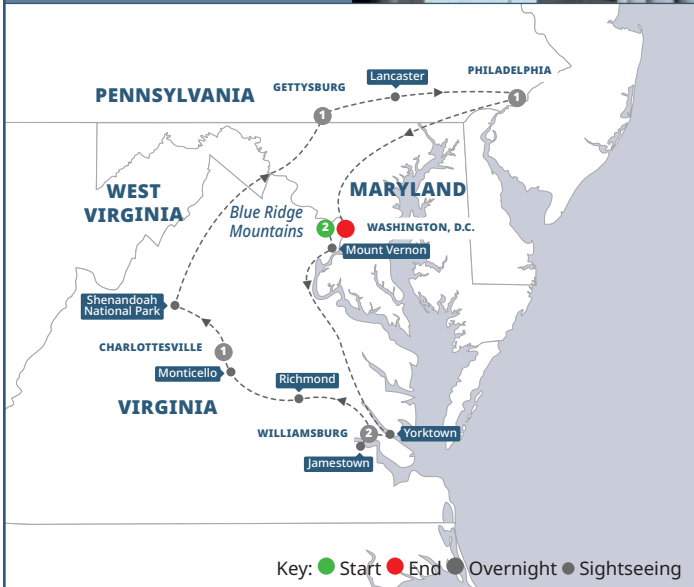 PHILADELPHIA
Lancaster
GETTYSBURG
PENNSYLVANIA
1
1
WEST
VIRGINIA
MARYLAND
Blue Ridge
Mountains
2
WASHINGTON, D.C.
Mount Vernon
Shenandoah
National Park
CHARLOTTESVILLE
1
Monticello
Richmond
VIRGINIA
WILLIAMSBURG
2
Yorktown
Jamestown
Key: Start End Overnight Sightseeing